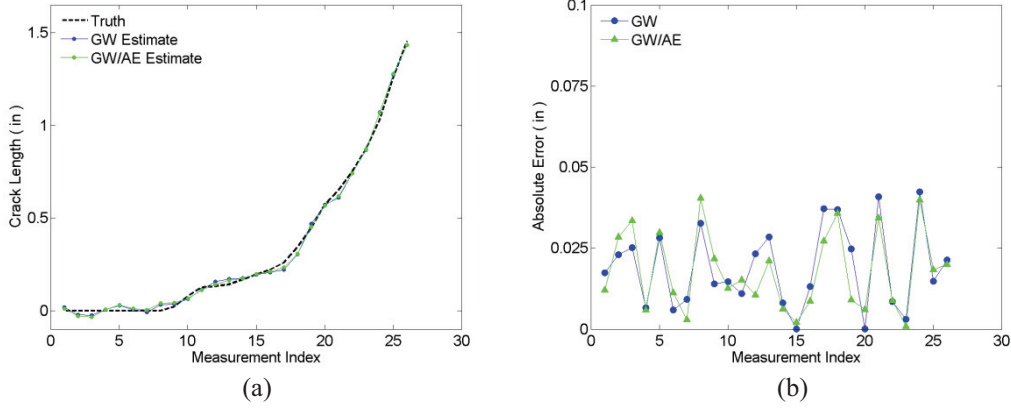 Truth
GW Estimate
GW/AE Estimate
1.5
1
0.5
0
Crack Length ( in )
0 5 10 15 20 25 30
Measurement Index
(a)
GW
GW/AE
0.1
0.075
0.05
0.025
0
Absolute Error ( in )
0 5 10 15 20 25 30
Measurement Index
(b)